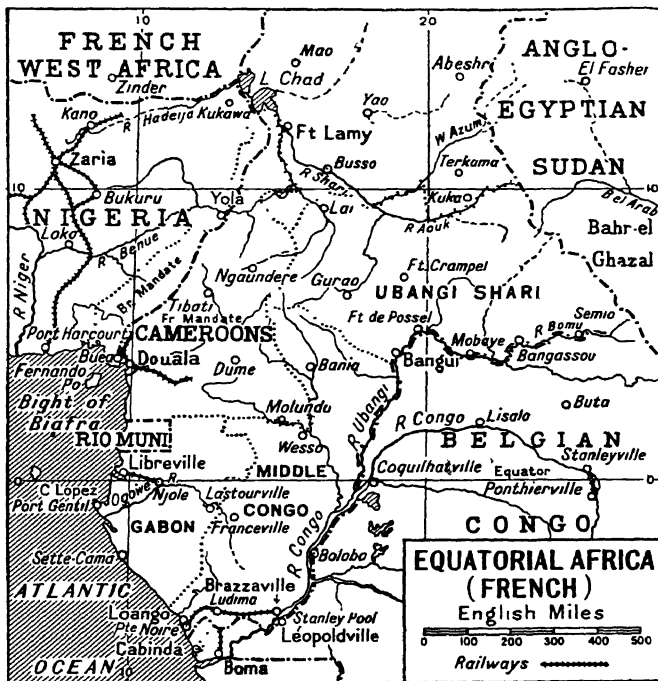 10
20
FRENCH
WEST AFRICA
Zinder
Mao
Abeshr
ANGLO-
El Fasher
L Chad
Kano
R Hadeija
Kukawa
Yao
EGYPTIAN
Ft Lamy
W Azum
Zaria
Busso
Terkama
SUDAN
R Shari
10
10
Bukuru
Yola
Lai
Kuka
Bel Arab
NIGERIA
R Aouk
Bahr-el
Ghazal
Loko
R Benue
R Niger
Br. Mandate
Ngaundere
Gurao
Ft. Crampel
UBANGI SHARI
Tibati
Fr Mandate
Ft de Possel
Semio
Port Harcourt
CAMEROONS
Mobaye
R Bomu
Buea
Douala
Bangui
Bangassou
Fernando
Po
Dume
Bania
Bight of
Biafra
R Ubangi
Molundu
R Congo
Lisala
Buta
RIO MUNI
Wesso
BELGIAN
Stanleyville
Libreville
MIDDLE
Coquilhatville
Equator
0
0
C Lopez
Ogowe
R
Njole
Lastourville
Ponthierville
Port Gentil
CONGO
GABON
Franceville
CONGO
R Congo
Sette-Cama
Bolobo
EQUATORIAL AFRICA
(FRENCH)
English Miles
0 100 200 300 400 500
Railways
ATLANTIC
Brazzaville
Ludima
Loango
Pte Noire
Stanley Pool
Léopoldville
Cabinda
Boma
OCEAN
10